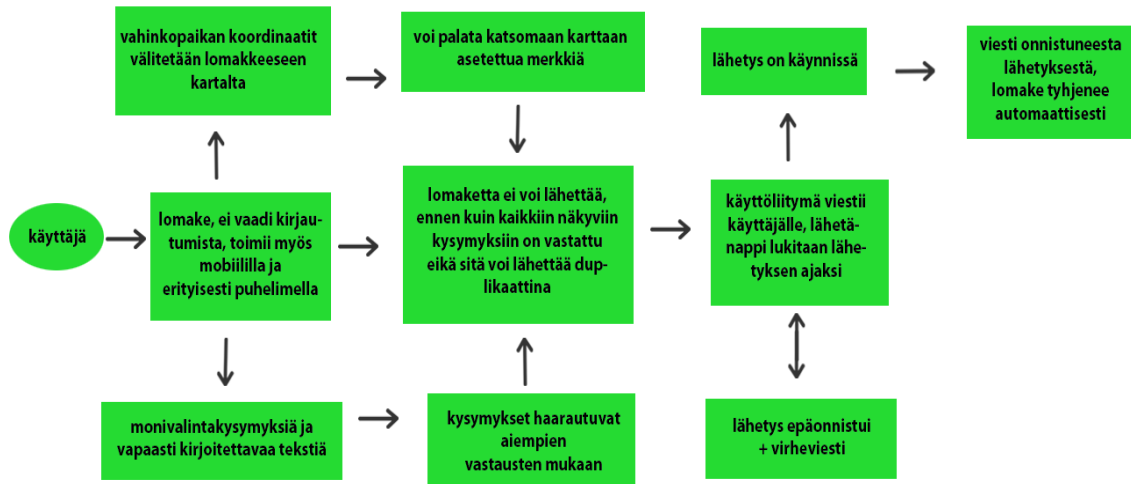 vahinkopaikan koordinaatit
välitetään lomakkeeseen
kartalta
voi palata katsomaan karttaan
asetettua merkkiä
lähetys on käynnissä
viesti onnistuneesta
lähetyksestä,
lomake tyhjenee
automaattisesti
käyttäjä
lomake, ei vaadi kirjau-
tumista, toimii myös
mobiililla ja
erityisesti puhelimella
lomaketta ei voi lähettää,
ennen kuin kaikkiin näkyviin
kysymyksiin on vastattu
eikä sitä voi lähettää dup-
likaattina
käyttöliitymä viestii
käyttäjälle, lähetä-
nappi lukitaan lähe-
tyksen ajaksi
monivalintakysymyksiä ja
vapaasti kirjoitettavaa tekstiä
kysymykset haarautuvat
aiempien
vastausten mukaan
lähetys epäonnistui
+ virheviesti